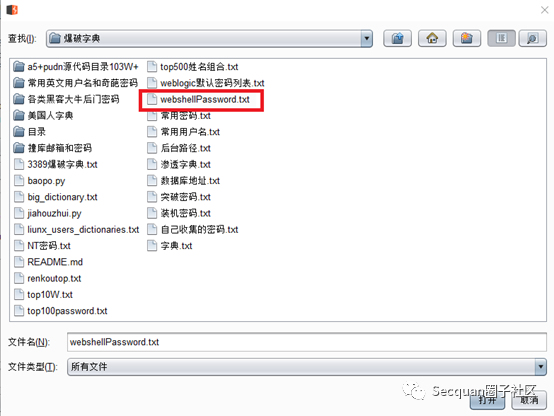 查找(I):
爆破字典
a5+pudn源代码目录103W+
常用英文用户名和奇葩密码
各类黑客大牛后门密码
美国人字典
目录
撞库邮箱和密码
3389爆破字典.txt
baopo.py
big_dictionary.txt
jiahouzhui.py
liunx_users_dictionaries.txt
NT密码.txt
README.md
renkoutop.txt
top10W.txt
top100password.txt
top500姓名组合.txt
weblogic默认密码列表.txt
webshellPassword.txt
常用密码.txt
常用用户名.txt
后台路径.txt
渗透字典.txt
数据库地址.txt
突破密码.txt
装机密码.txt
自己收集的密码.txt
字典.txt
文件名(N):
webshellPassword.txt
文件类型(T):
所有文件
Secquan圈子社区
打开
取消